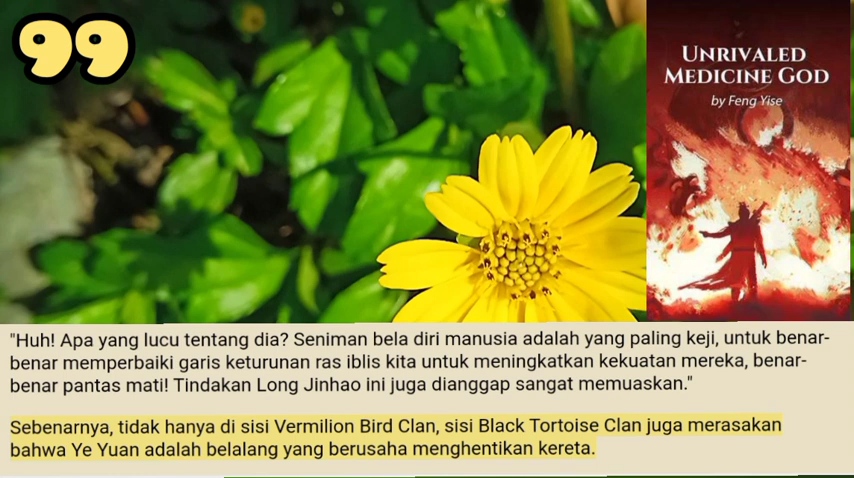 99
UNRIVALED
MEDICINE GOD
by Feng Yise
"Huh! Apa yang lucu tentang dia? Seniman bela diri manusia adalah yang paling keji, untuk benar-
benar memperbaiki garis keturunan ras iblis kita untuk meningkatkan kekuatan mereka, benar-
benar pantas mati! Tindakan Long Jinhao ini juga dianggap sangat memuaskan."
Sebenarnya, tidak hanya di sisi Vermilion Bird Clan, sisi Black Tortoise Clan juga merasakan
bahwa Ye Yuan adalah belalang yang berusaha menghentikan kereta.